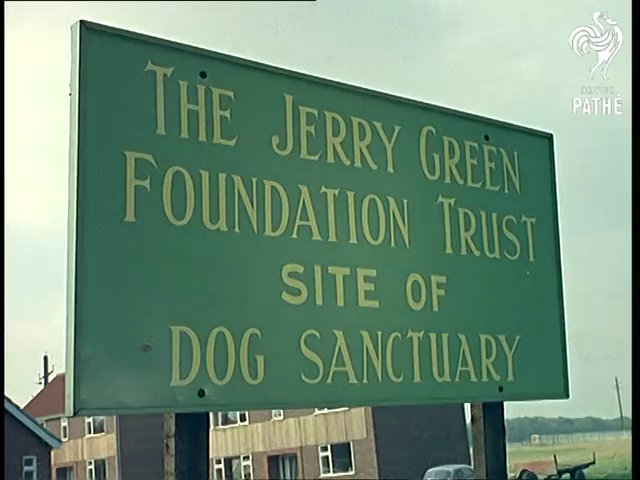 BRITISH
PATHÉ
THE JERRY GREEN
FOUNDATION TRUST
SITE OF
DOG SANCTUARY